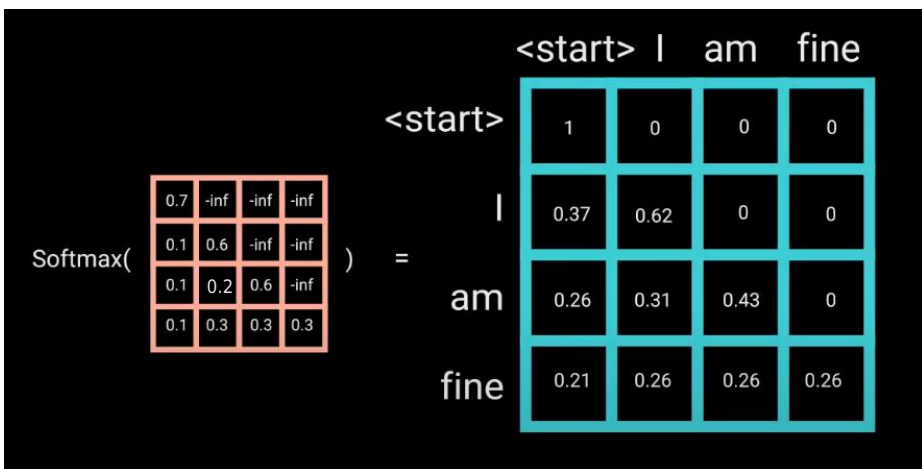 <start> I am fine
<start> 1 0 0 0
0.7 -inf -inf -inf
I 0.37 0.62 0 0
0.1 0.6 -inf -inf
Softmax( ) =
0.1 0.2 0.6 -inf
am 0.26 0.31 0.43 0
0.1 0.3 0.3 0.3
fine 0.21 0.26 0.26 0.26